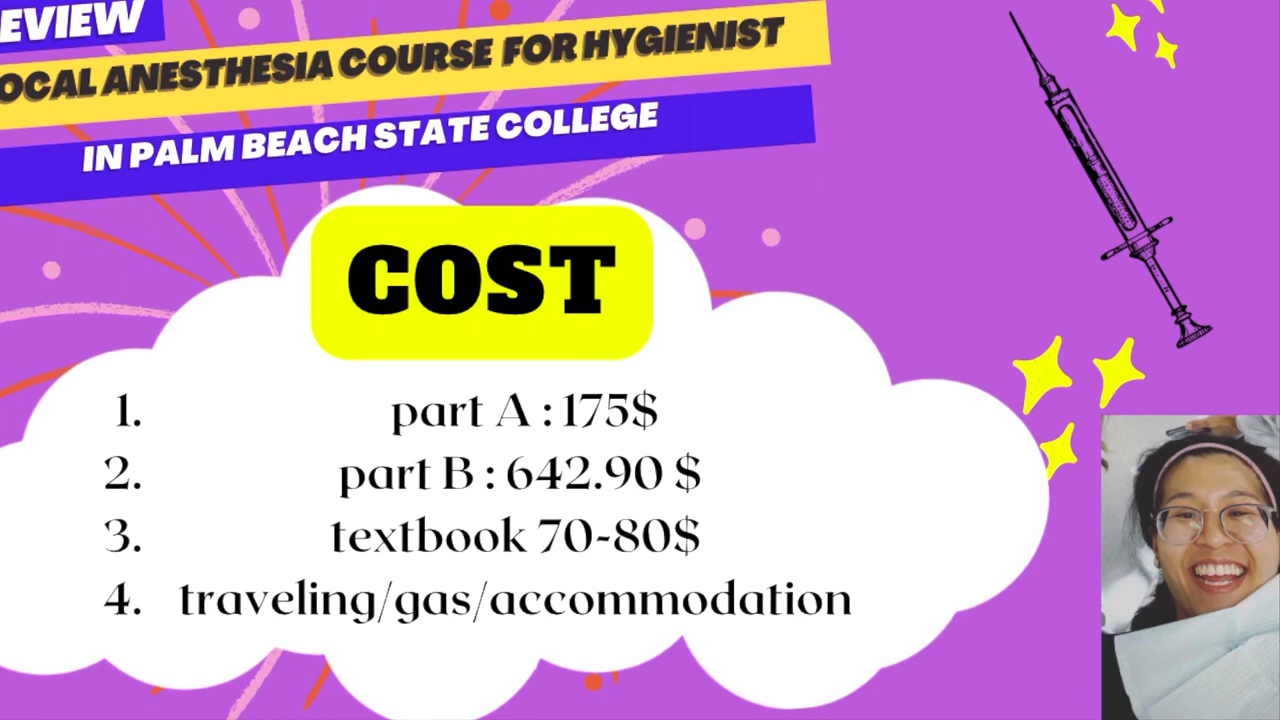 EVIEW
OCAL ANESTHESIA COURSE FOR HYGIENIST
IN PALM BEACH STATE COLLEGE
COST
1. part A : 175$
2. part B : 642.90 $
3. textbook 70-80$
4. traveling/gas/accommodation